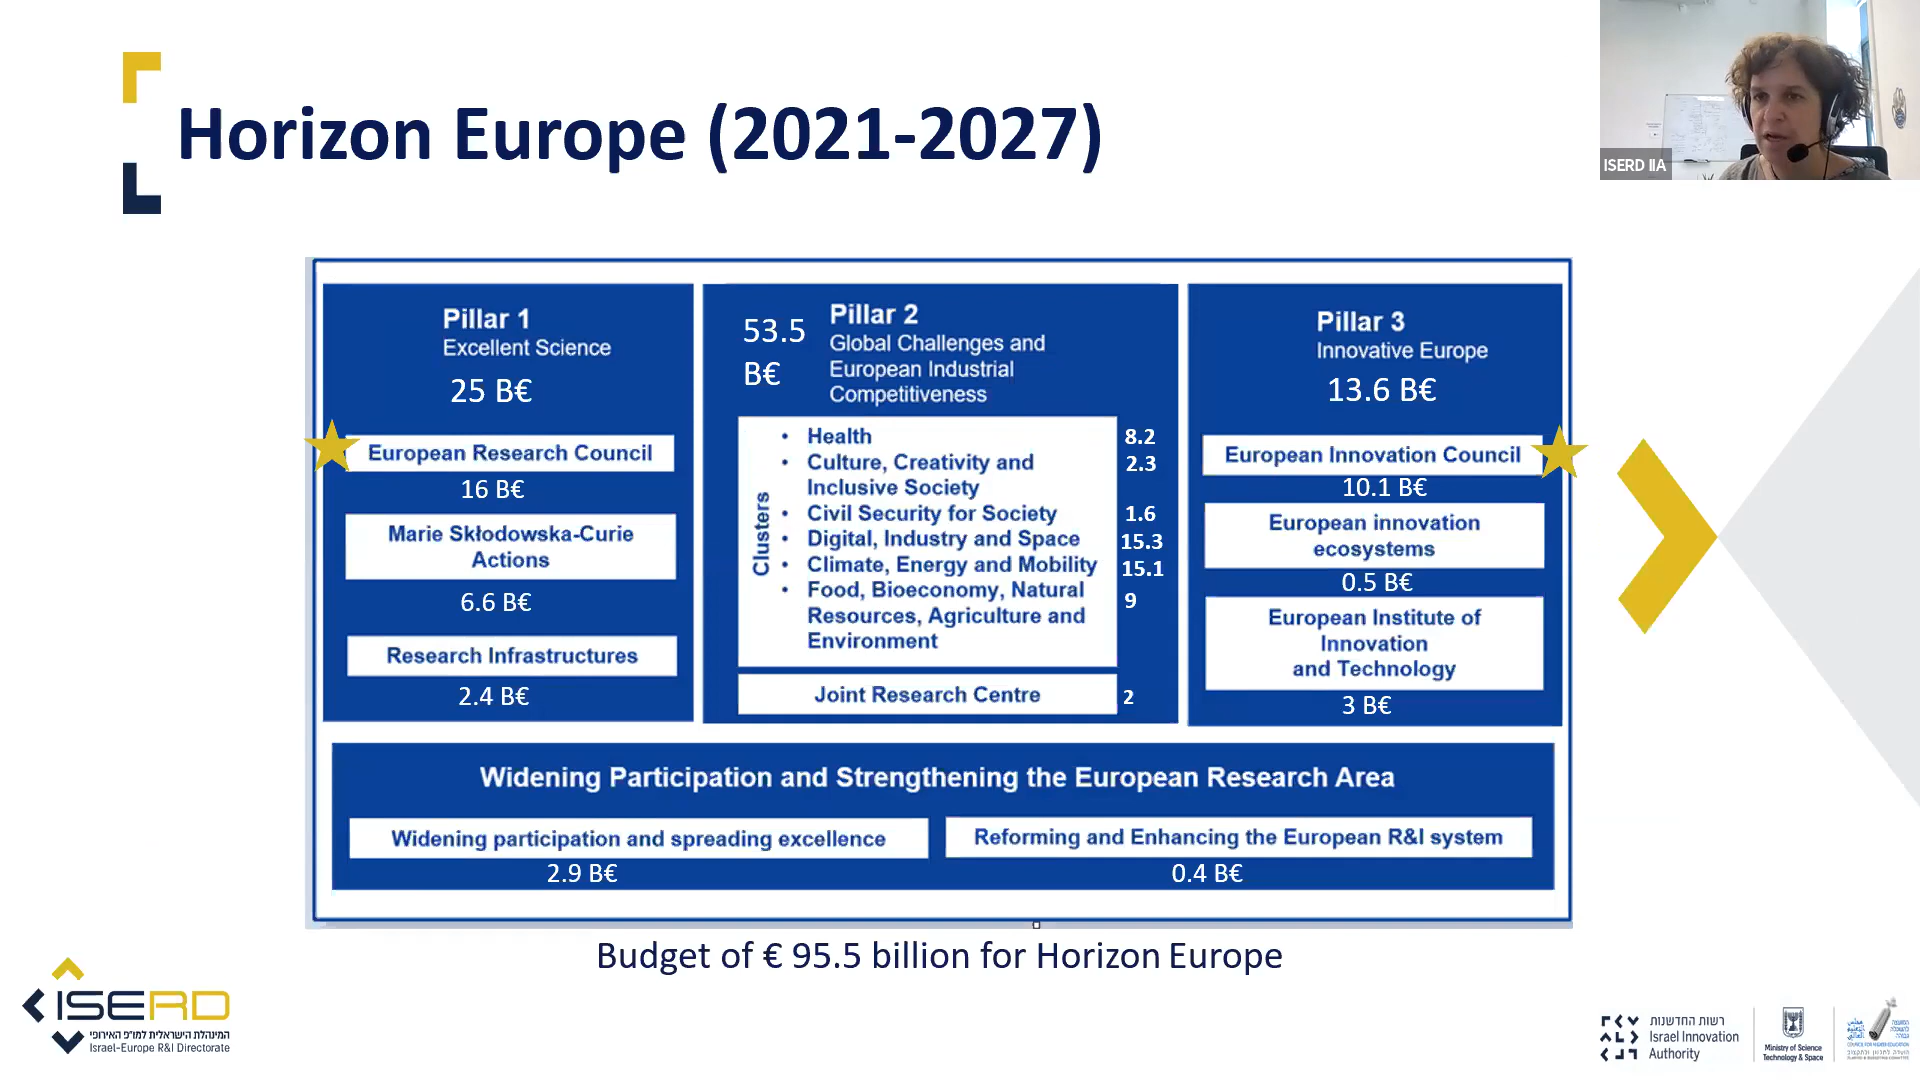 Horizon Europe (2021-2027)
ISERD IIA
Pillar 1
Excellent Science
25 B€
European Research Council
16 B€
Marie Skłodowska-Curie
Actions
6.6 B€
Research Infrastructures
2.4 B€
53.5
B€
Pillar 2
Global Challenges and
European Industrial
Competitiveness
Clusters
• Health 8.2
• Culture, Creativity and 2.3
Inclusive Society
• Civil Security for Society 1.6
• Digital, Industry and Space 15.3
• Climate, Energy and Mobility 15.1
• Food, Bioeconomy, Natural 9
Resources, Agriculture and
Environment
Joint Research Centre 2
Pillar 3
Innovative Europe
13.6 B€
European Innovation Council
10.1 B€
European innovation
ecosystems
0.5 B€
European Institute of
Innovation
and Technology
3 B€
Widening Participation and Strengthening the European Research Area
Widening participation and spreading excellence
2.9 B€
Reforming and Enhancing the European R&I system
0.4 B€
Budget of € 95.5 billion for Horizon Europe
ISERD
המינהלת הישראלית למו״פ האירופי
Israel-Europe R&I Directorate
רשות החדשנות
Israel Innovation
Authority
Ministry of Science
Technology & Space